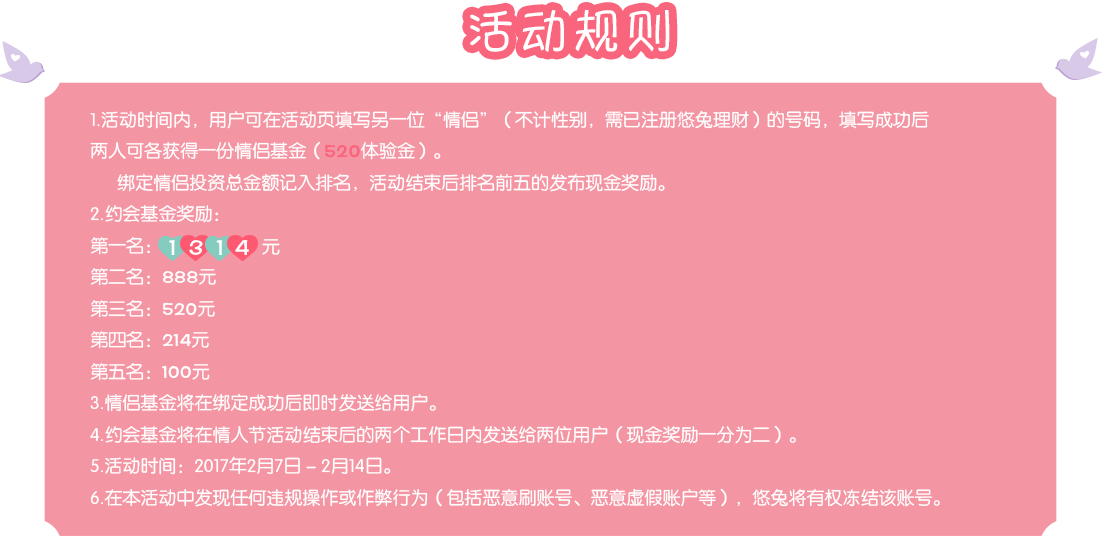 活动规则
1.活动时间内，用户可在活动页填写另一位“情侣”（不计性别，需已注册悠兔理财）的号码，填写成功后
两人可各获得一份情侣基金（520体验金）。
绑定情侣投资总金额记入排名，活动结束后排名前五的发布现金奖励。
2.约会基金奖励：
第一名：1314 元
第二名：888元
第三名：520元
第四名：214元
第五名：100元
3.情侣基金将在绑定成功后即时发送给用户。
4.约会基金将在情人节活动结束后的两个工作日内发送给两位用户（现金奖励一分为二）。
5.活动时间：2017年2月7日 – 2月14日。
6.在本活动中发现任何违规操作或作弊行为（包括恶意刷账号、恶意虚假账户等），悠兔将有权冻结该账号。